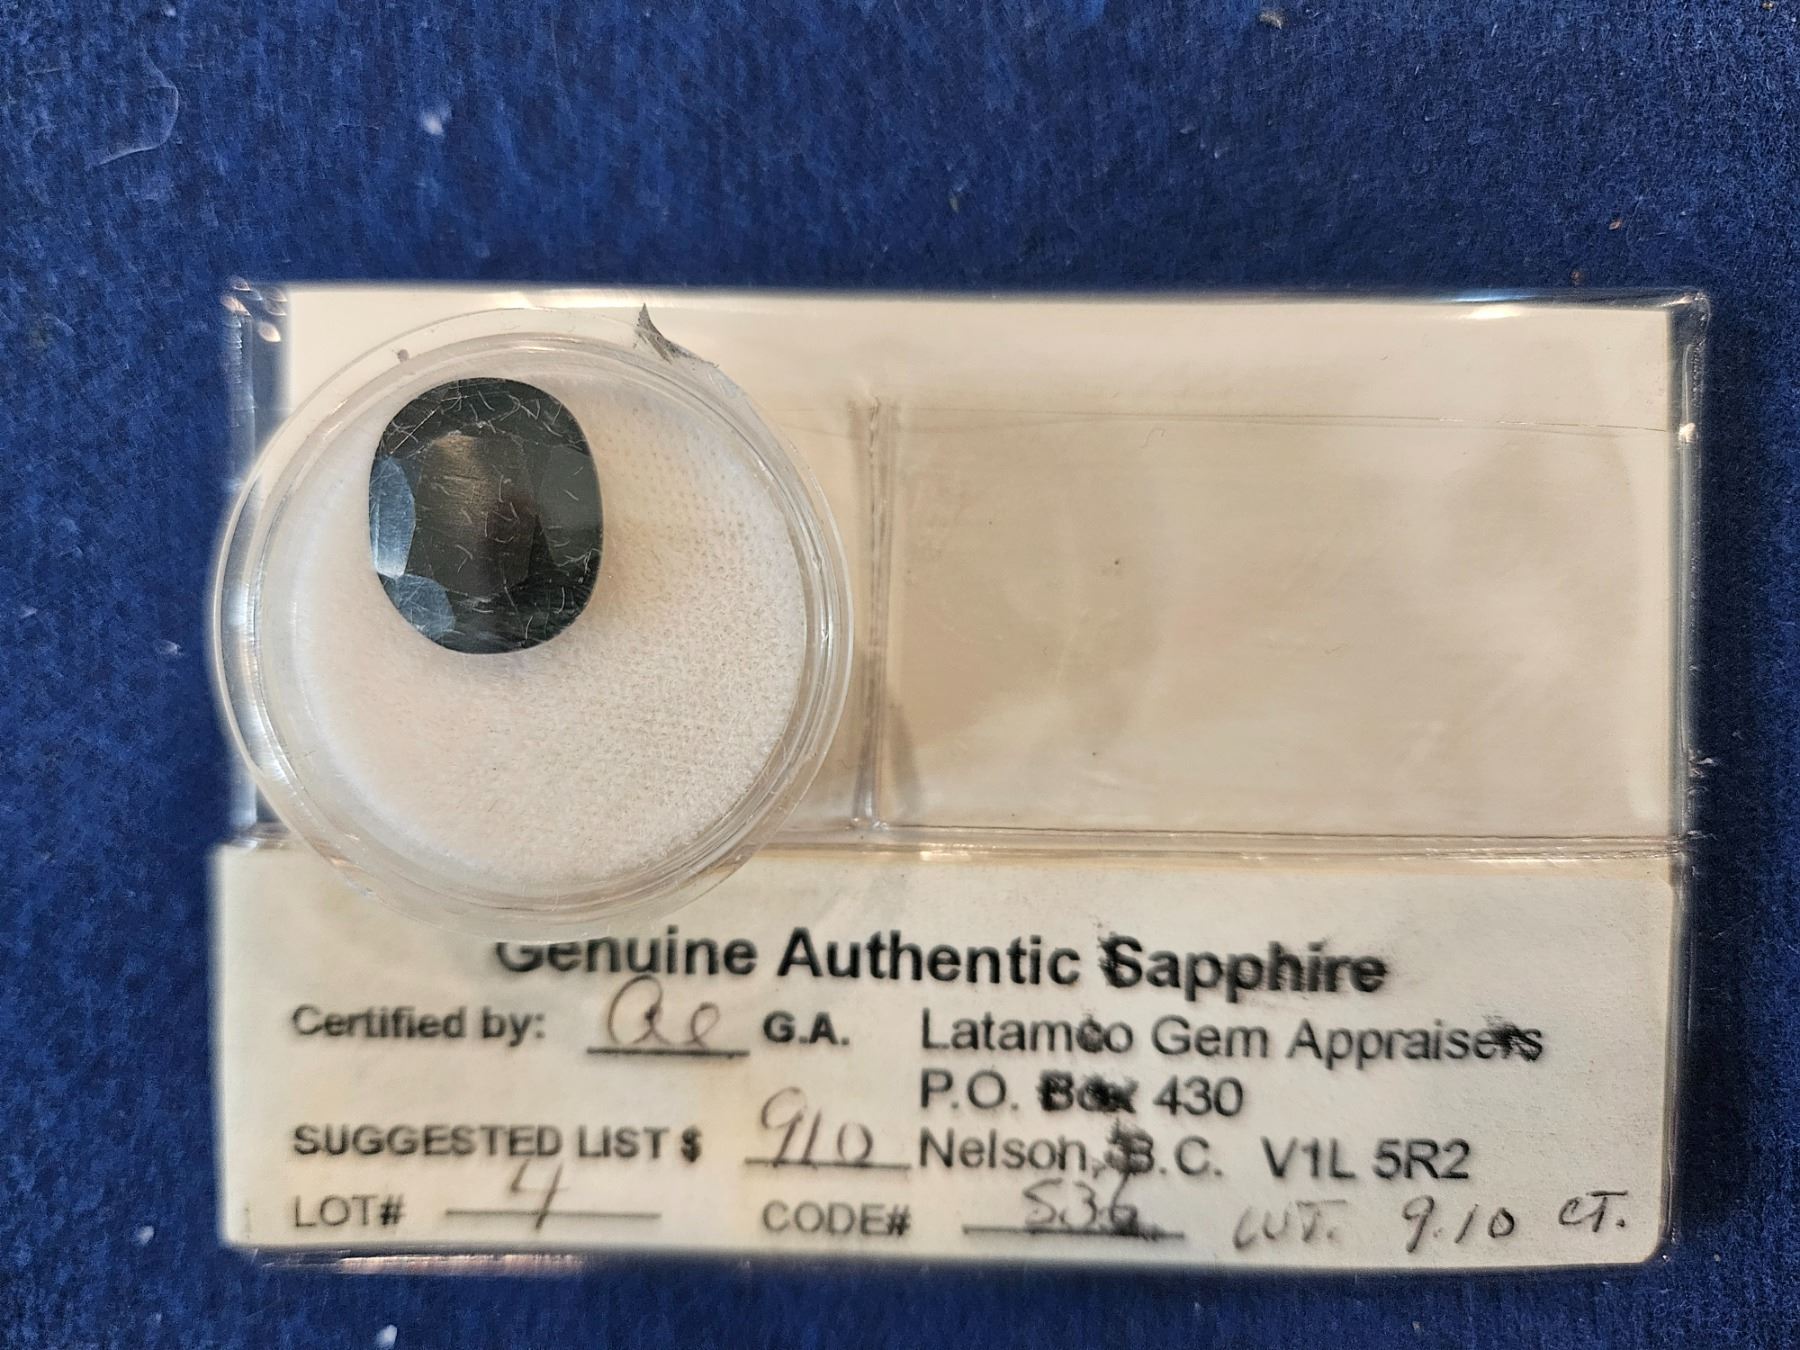 Genuine Authentic Sapphire
Certified by: G.A. Latamco Gem Appraisers
P.O. Box 430
SUGGESTED LIST $ 910 Nelson, B.C. V1L 5R2
LOT# 4 CODE# S36 WT. 9.10 CT.